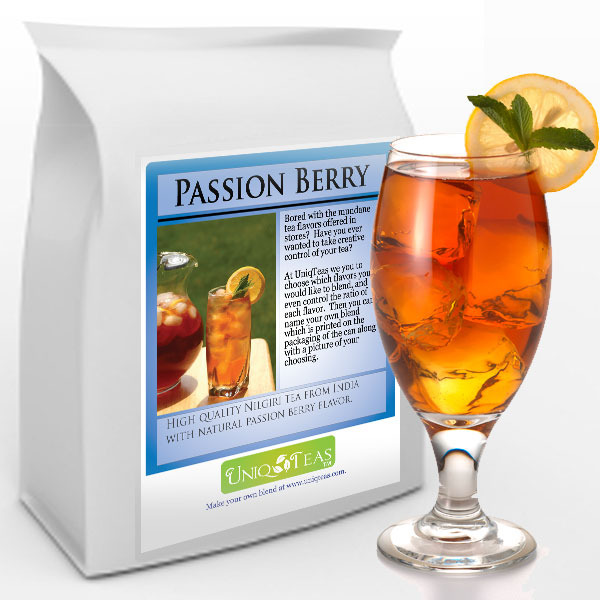 PASSION BERRY
Bored with the mundane
tea flavors offered in
stores? Have you ever
wanted to take creative
control of your tea?
At UniqTeas we you to
choose which flavors you
would like to blend, and
even control the ratio of
each flavor. Then you can
name your own blend
which is printed on the
packaging of the can along
with a picture of your
choosing.
HIGH QUALITY NILGIRI TEA FROM INDIA
WITH NATURAL PASSION BERRY FLAVOR.
UNIQ TEAS
TM
Make your own blend at www.uniqteas.com.